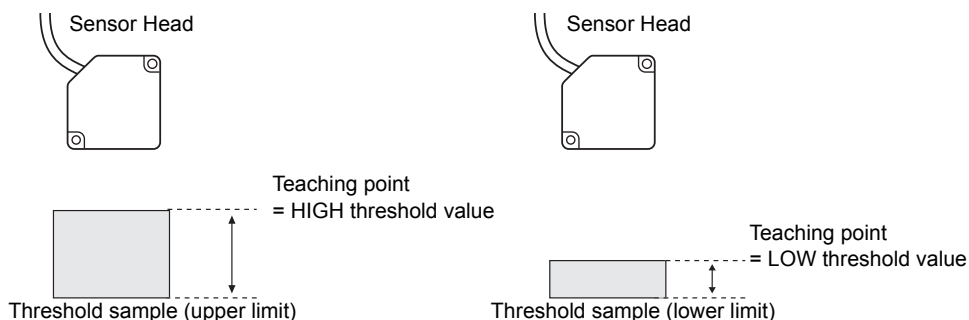 Sensor Head
Sensor Head
Teaching point
= HIGH threshold value
Teaching point
= LOW threshold value
Threshold sample (upper limit)
Threshold sample (lower limit)